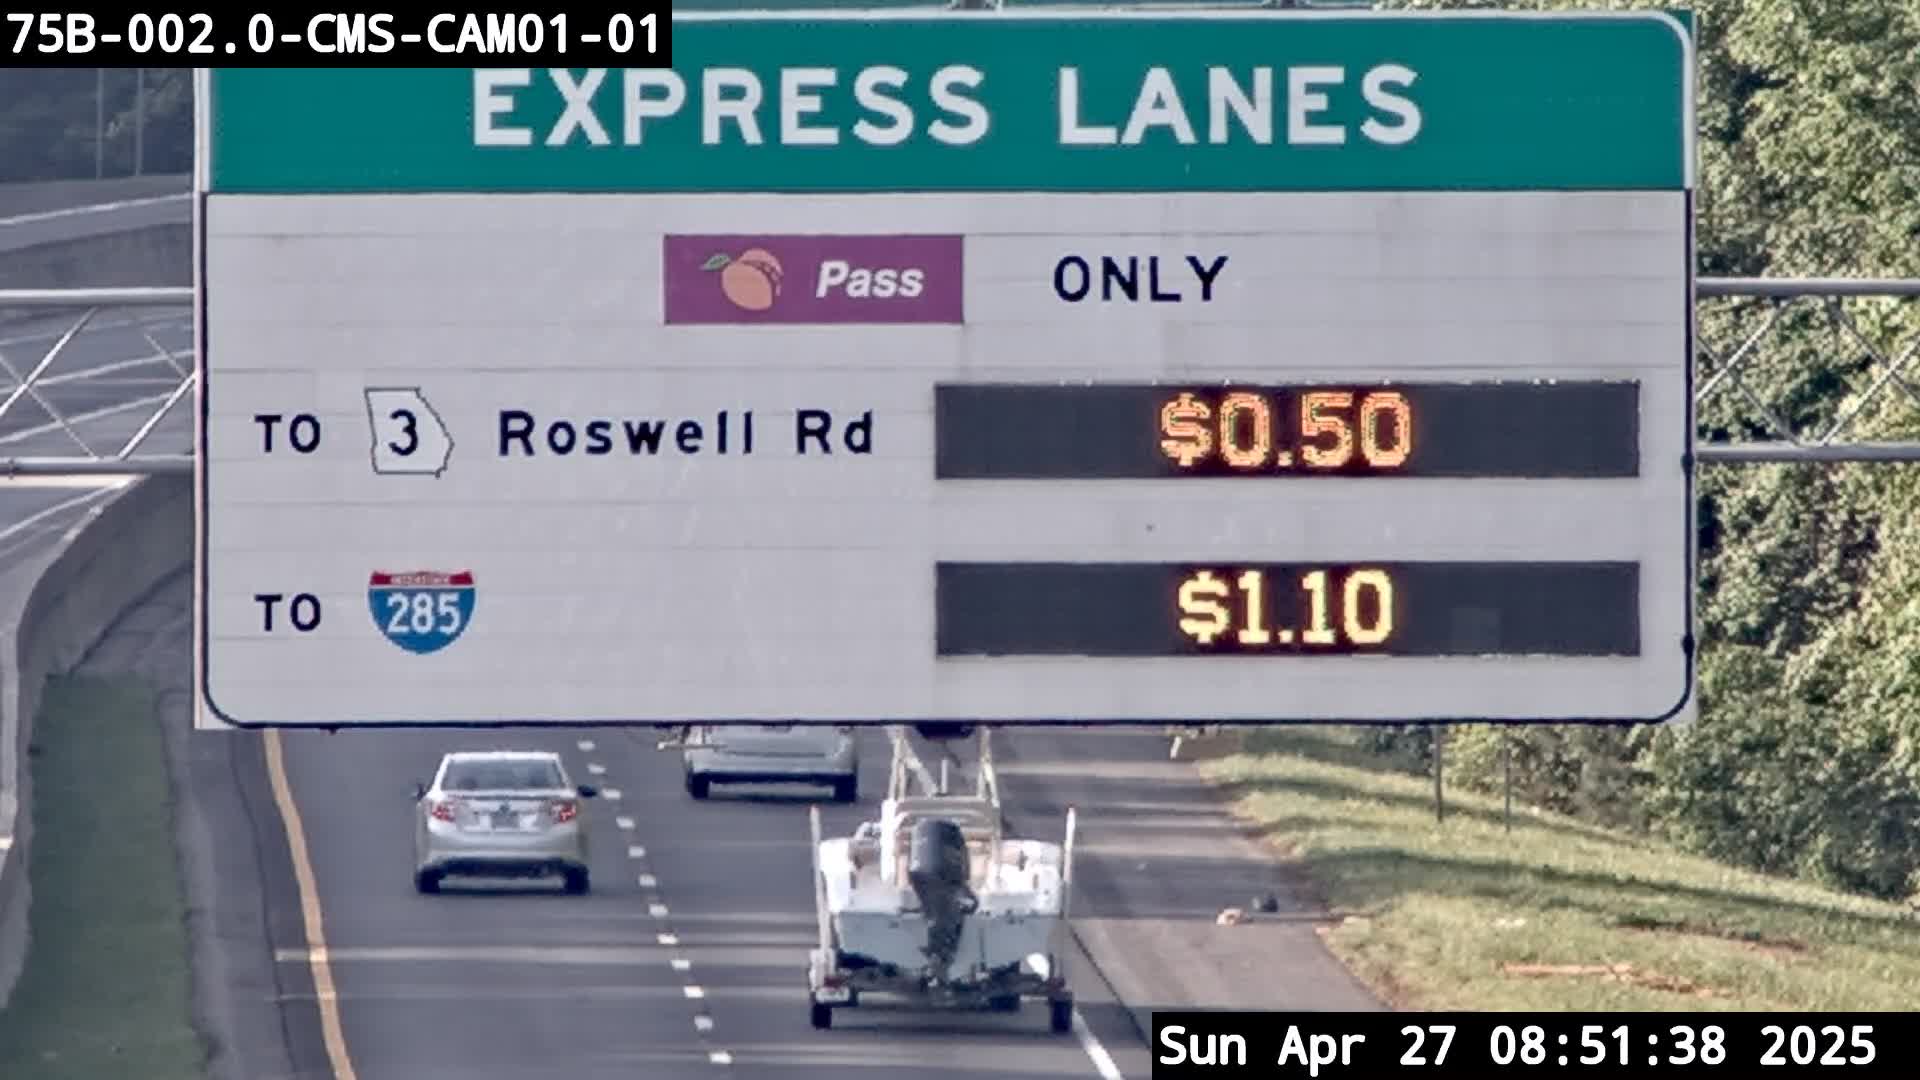 75B-002.0-CMS-CAM01-01
EXPRESS LANES
Pass ONLY
TO 3 Roswell Rd $0.50
TO INTERSTATE 285 $1.10
Sun Apr 27 08:51:38 2025